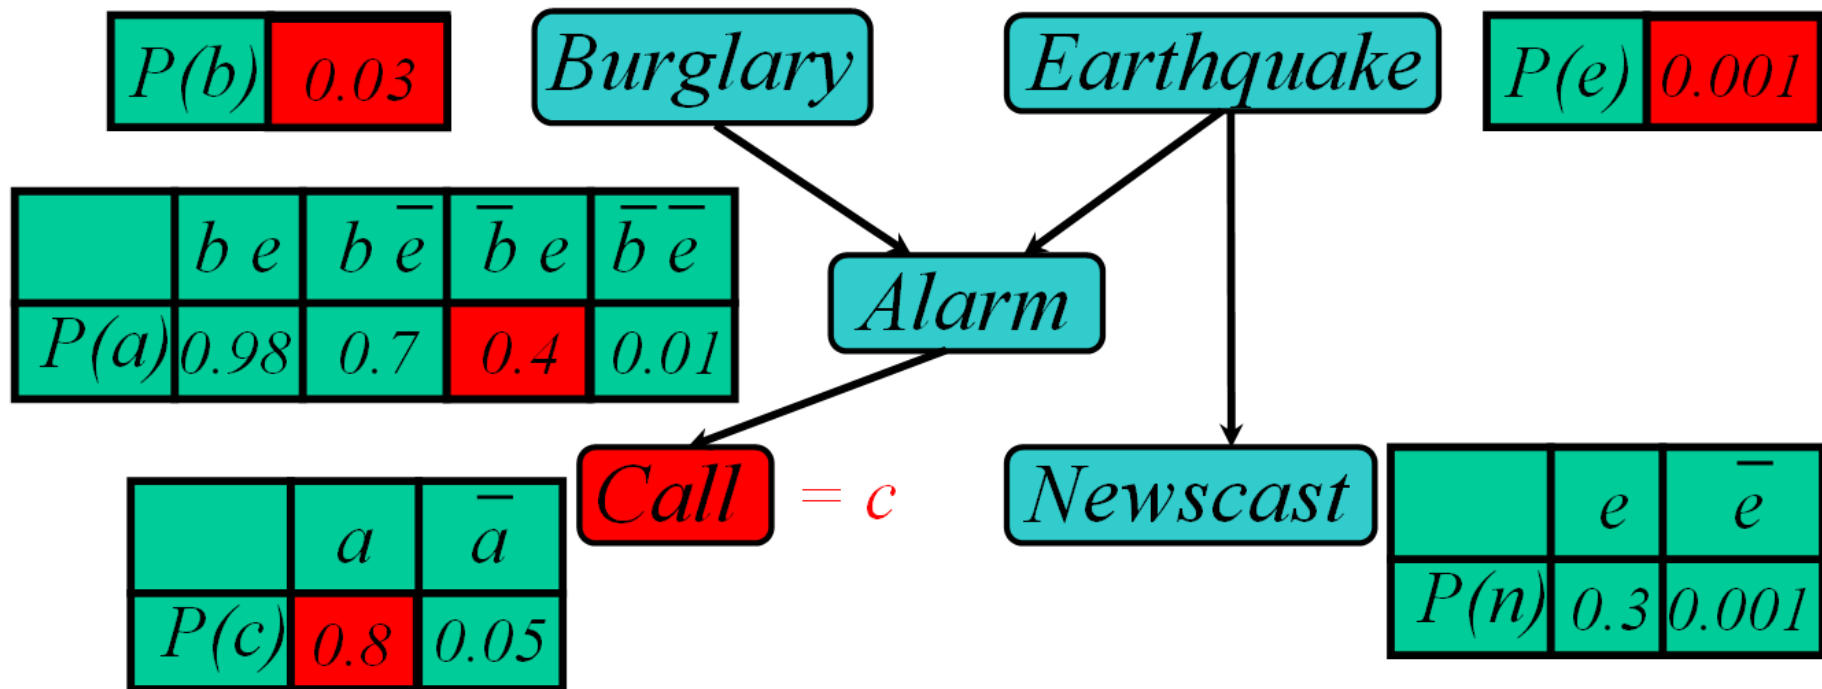 P(b) 0.03
Burglary
Earthquake
P(e) 0.001
b e b e̅ b̅ e b̅ e̅
P(a) 0.98 0.7 0.4 0.01
Alarm
Call = c
Newscast
a a̅
P(c) 0.8 0.05
e e̅
P(n) 0.3 0.001